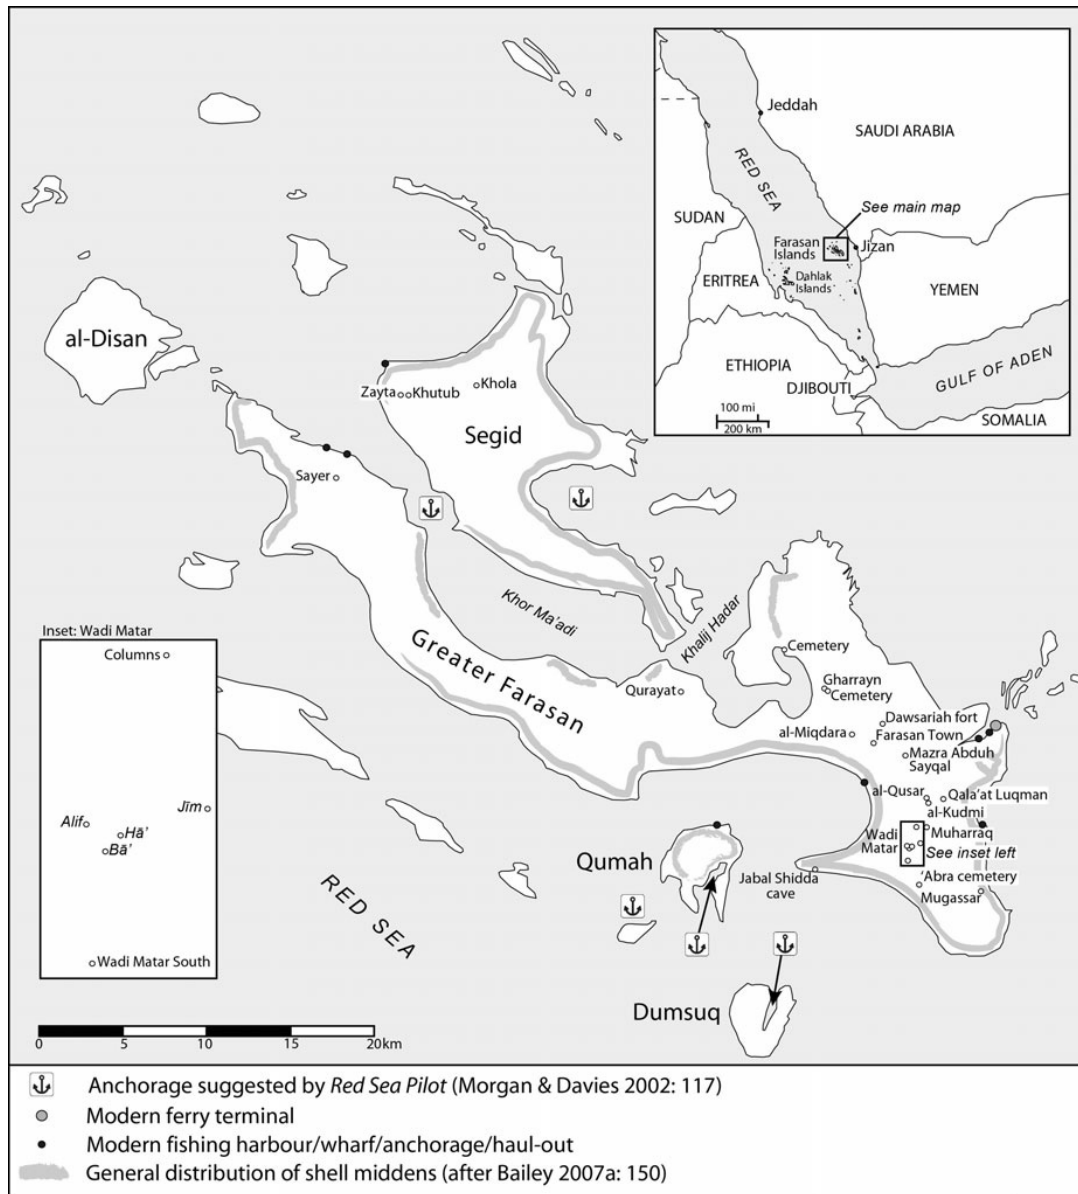 Jeddah
SAUDI ARABIA
RED SEA
See main map
SUDAN
Farasan
Islands
Jizan
Dahlak
Islands
ERITREA
YEMEN
ETHIOPIA
DJIBOUTI
GULF OF ADEN
100 mi
200 km
SOMALIA
al-Disan
Zayta
Khutub
Khola
Segid
Sayer
Khor Ma'adi
Khalij Hadar
Greater Farasan
Cemetery
Qurayat
Gharrayn
Cemetery
Dawsariah fort
al-Miqdara
Farasan Town
Mazra Abduh
Sayqal
al-Qusar
Qala'at Luqman
al-Kudmi
Muharraq
Wadi
Matar
See inset left
'Abra cemetery
Mugassar
Jabal Shidda
cave
Qumah
Dumsuq
RED SEA
Inset: Wadi Matar
Columns
Jīm
Alif
Hā'
Bā'
Wadi Matar South
0 5 10 15 20km
Anchorage suggested by Red Sea Pilot (Morgan & Davies 2002: 117)
Modern ferry terminal
Modern fishing harbour/wharf/anchorage/haul-out
General distribution of shell middens (after Bailey 2007a: 150)